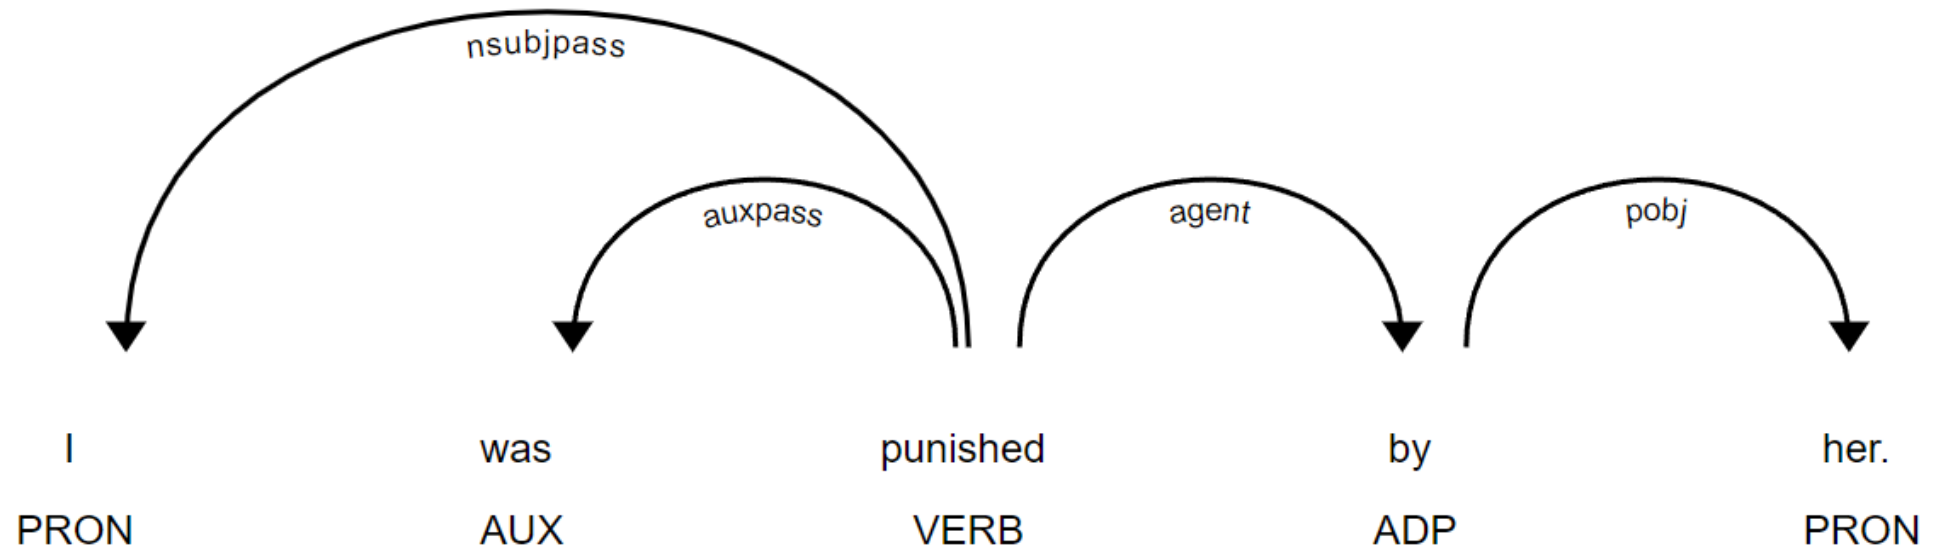 nsubjpass
auxpass agent pobj
I was punished by her.
PRON AUX VERB ADP PRON